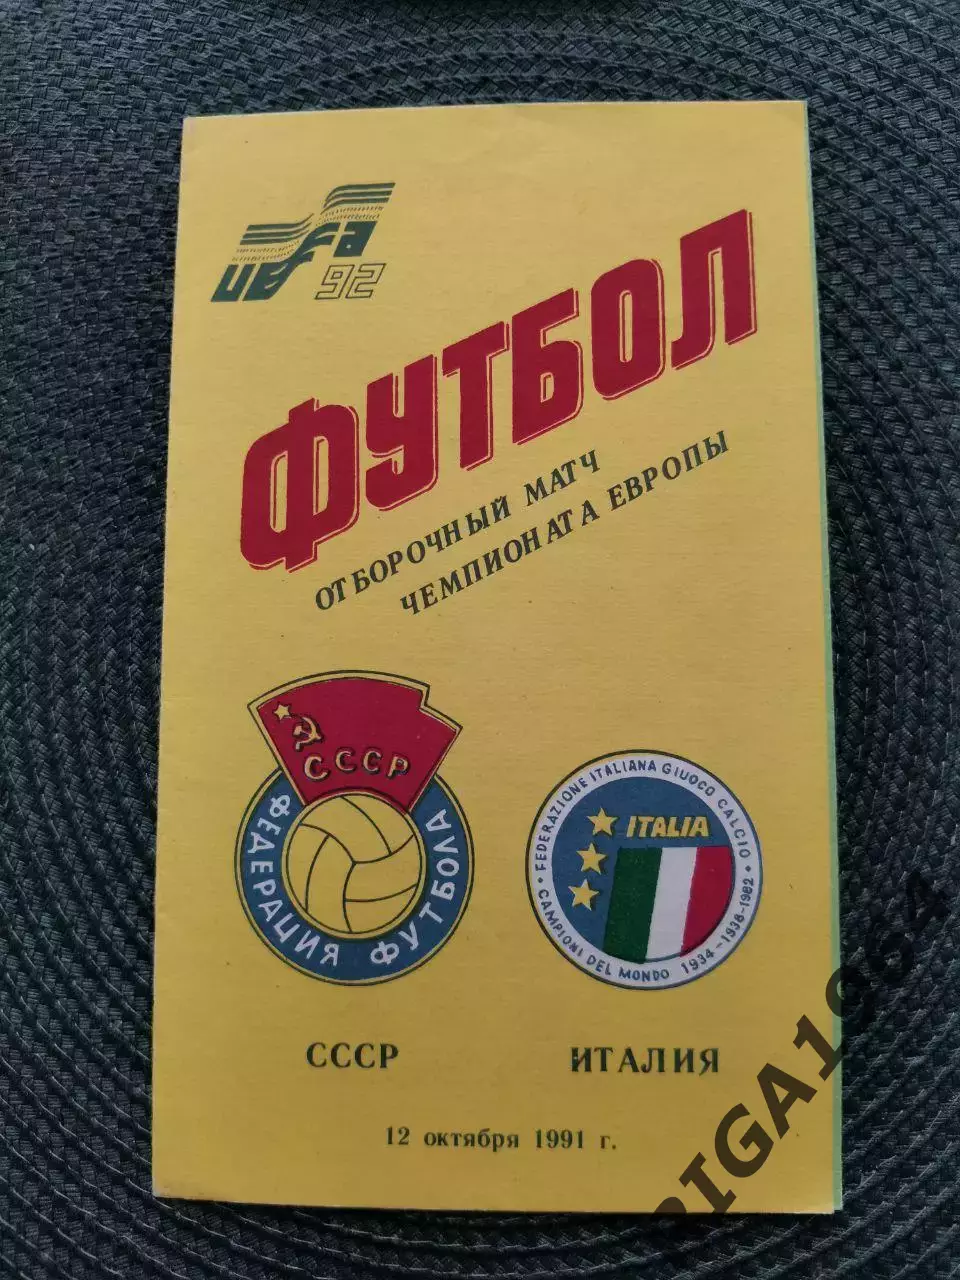 UEFA
92
ФУТБОЛ
ОТБОРОЧНЫЙ МАТЧ
ЧЕМПИОНАТА ЕВРОПЫ
СССР
ФЕДЕРАЦИЯ ФУТБОЛА
FEDERAZIONE ITALIANA GIUOCO CALCIO
ITALIA
CAMPIONI DEL MONDO 1934-1938-1982
СССР
ИТАЛИЯ
12 октября 1991 г.
RIGA1984